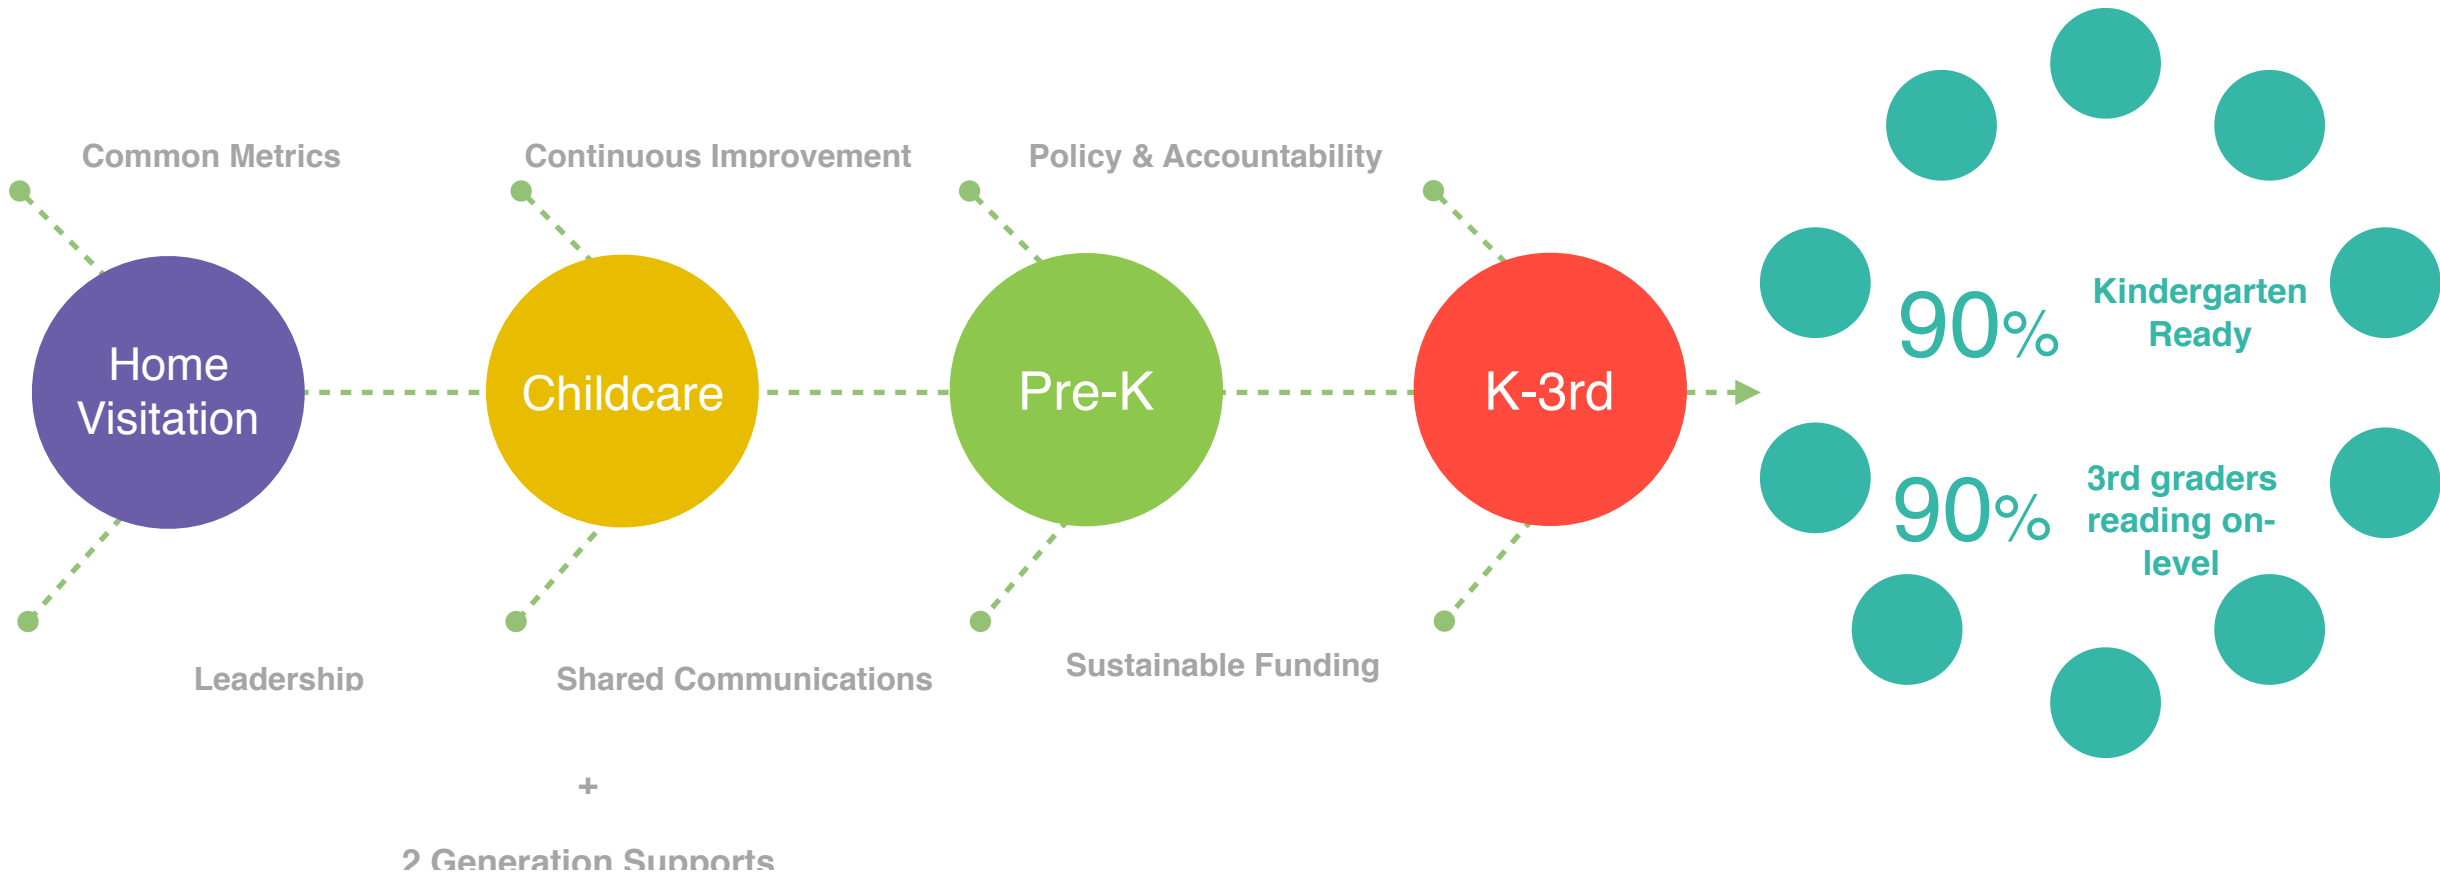 Common Metrics
Continuous Improvement
Policy & Accountability
Home
Visitation
Childcare
Pre-K
K-3rd
90%
Kindergarten
Ready
90%
3rd graders
reading on-
level
Leadership
Shared Communications
Sustainable Funding
+
2 Generation Supports